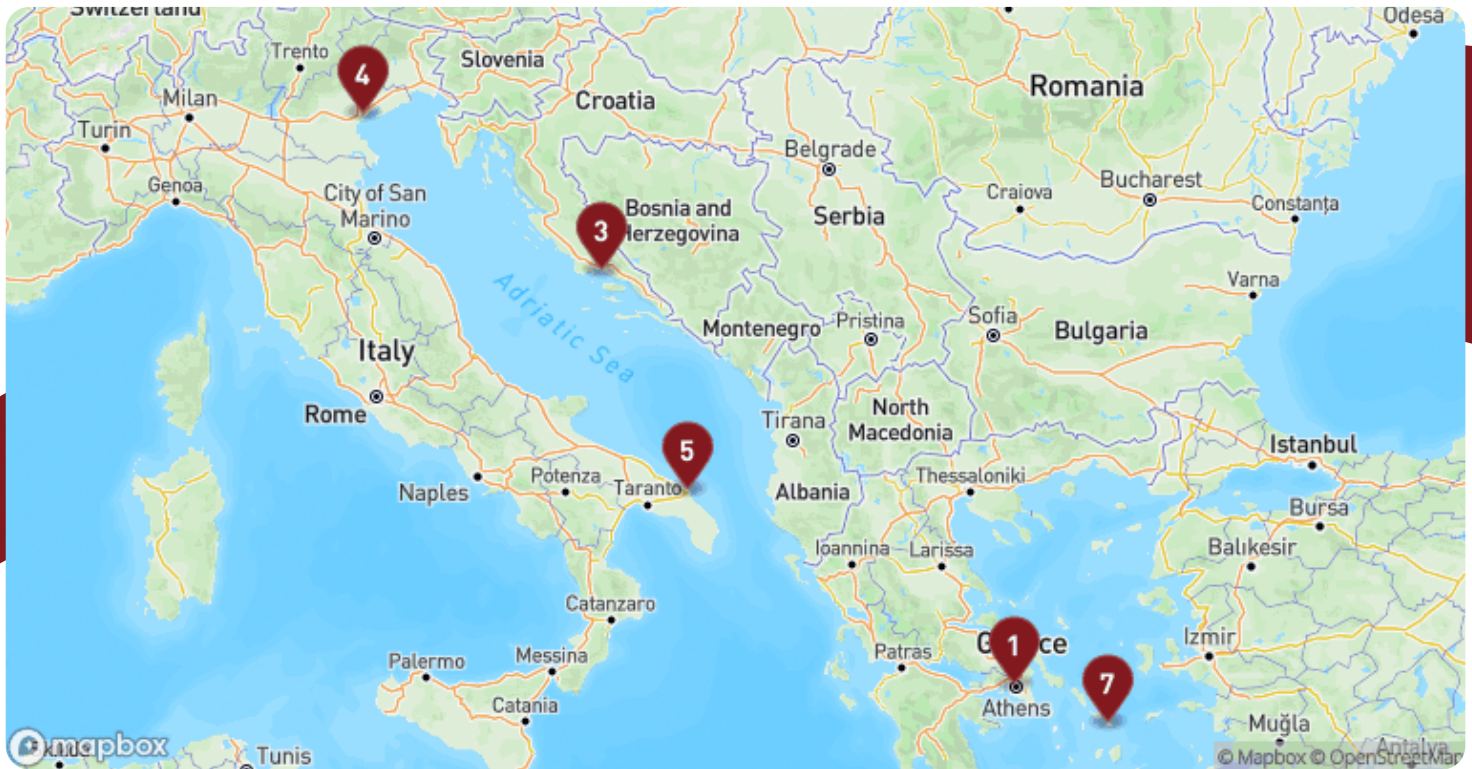 Switzerland
Odesa
Trento
Slovenia
4
Milan
Croatia
Romania
Turin
Belgrade
Genoa
City of San
Marino
Craiova
Bucharest
Constanța
Bosnia and
Herzegovina
3
Serbia
Varna
Adriatic Sea
Montenegro
Pristina
Sofia
Bulgaria
Italy
Rome
Tirana
North
Macedonia
5
Istanbul
Naples
Potenza
Taranto
Albania
Thessaloniki
Bursa
Ioannina
Larissa
Balıkesir
Catanzaro
Greece
1
Izmir
Palermo
Messina
Patras
7
Catania
Athens
Muğla
mapbox
Tunis
Antalya
© Mapbox © OpenStreetMap